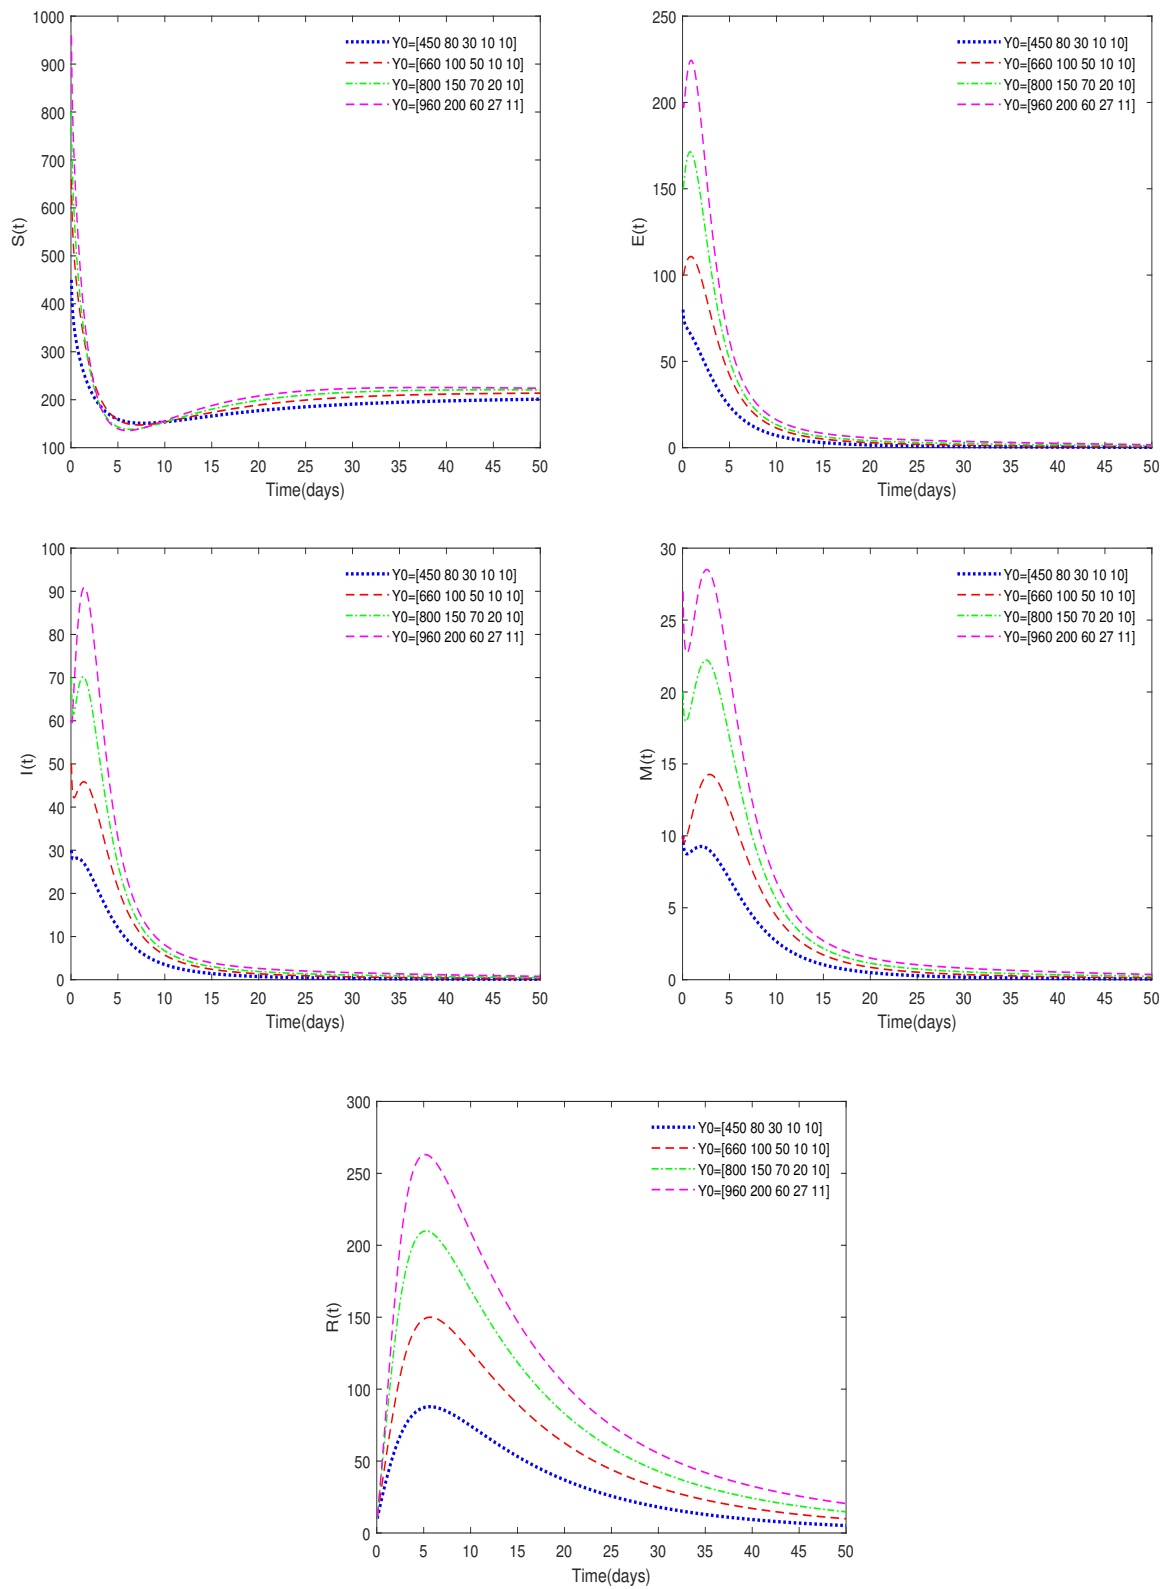 1000
900
800
700
600
500
400
300
200
100
S(t)
Y0=[450 80 30 10 10]
Y0=[660 100 50 10 10]
Y0=[800 150 70 20 10]
Y0=[960 200 60 27 11]
0 5 10 15 20 25 30 35 40 45 50
Time(days)
250
200
150
100
50
0
E(t)
Y0=[450 80 30 10 10]
Y0=[660 100 50 10 10]
Y0=[800 150 70 20 10]
Y0=[960 200 60 27 11]
0 5 10 15 20 25 30 35 40 45 50
Time(days)
100
90
80
70
60
50
40
30
20
10
0
I(t)
Y0=[450 80 30 10 10]
Y0=[660 100 50 10 10]
Y0=[800 150 70 20 10]
Y0=[960 200 60 27 11]
0 5 10 15 20 25 30 35 40 45 50
Time(days)
30
25
20
15
10
5
0
M(t)
Y0=[450 80 30 10 10]
Y0=[660 100 50 10 10]
Y0=[800 150 70 20 10]
Y0=[960 200 60 27 11]
0 5 10 15 20 25 30 35 40 45 50
Time(days)
300
250
200
150
100
50
0
R(t)
Y0=[450 80 30 10 10]
Y0=[660 100 50 10 10]
Y0=[800 150 70 20 10]
Y0=[960 200 60 27 11]
0 5 10 15 20 25 30 35 40 45 50
Time(days)